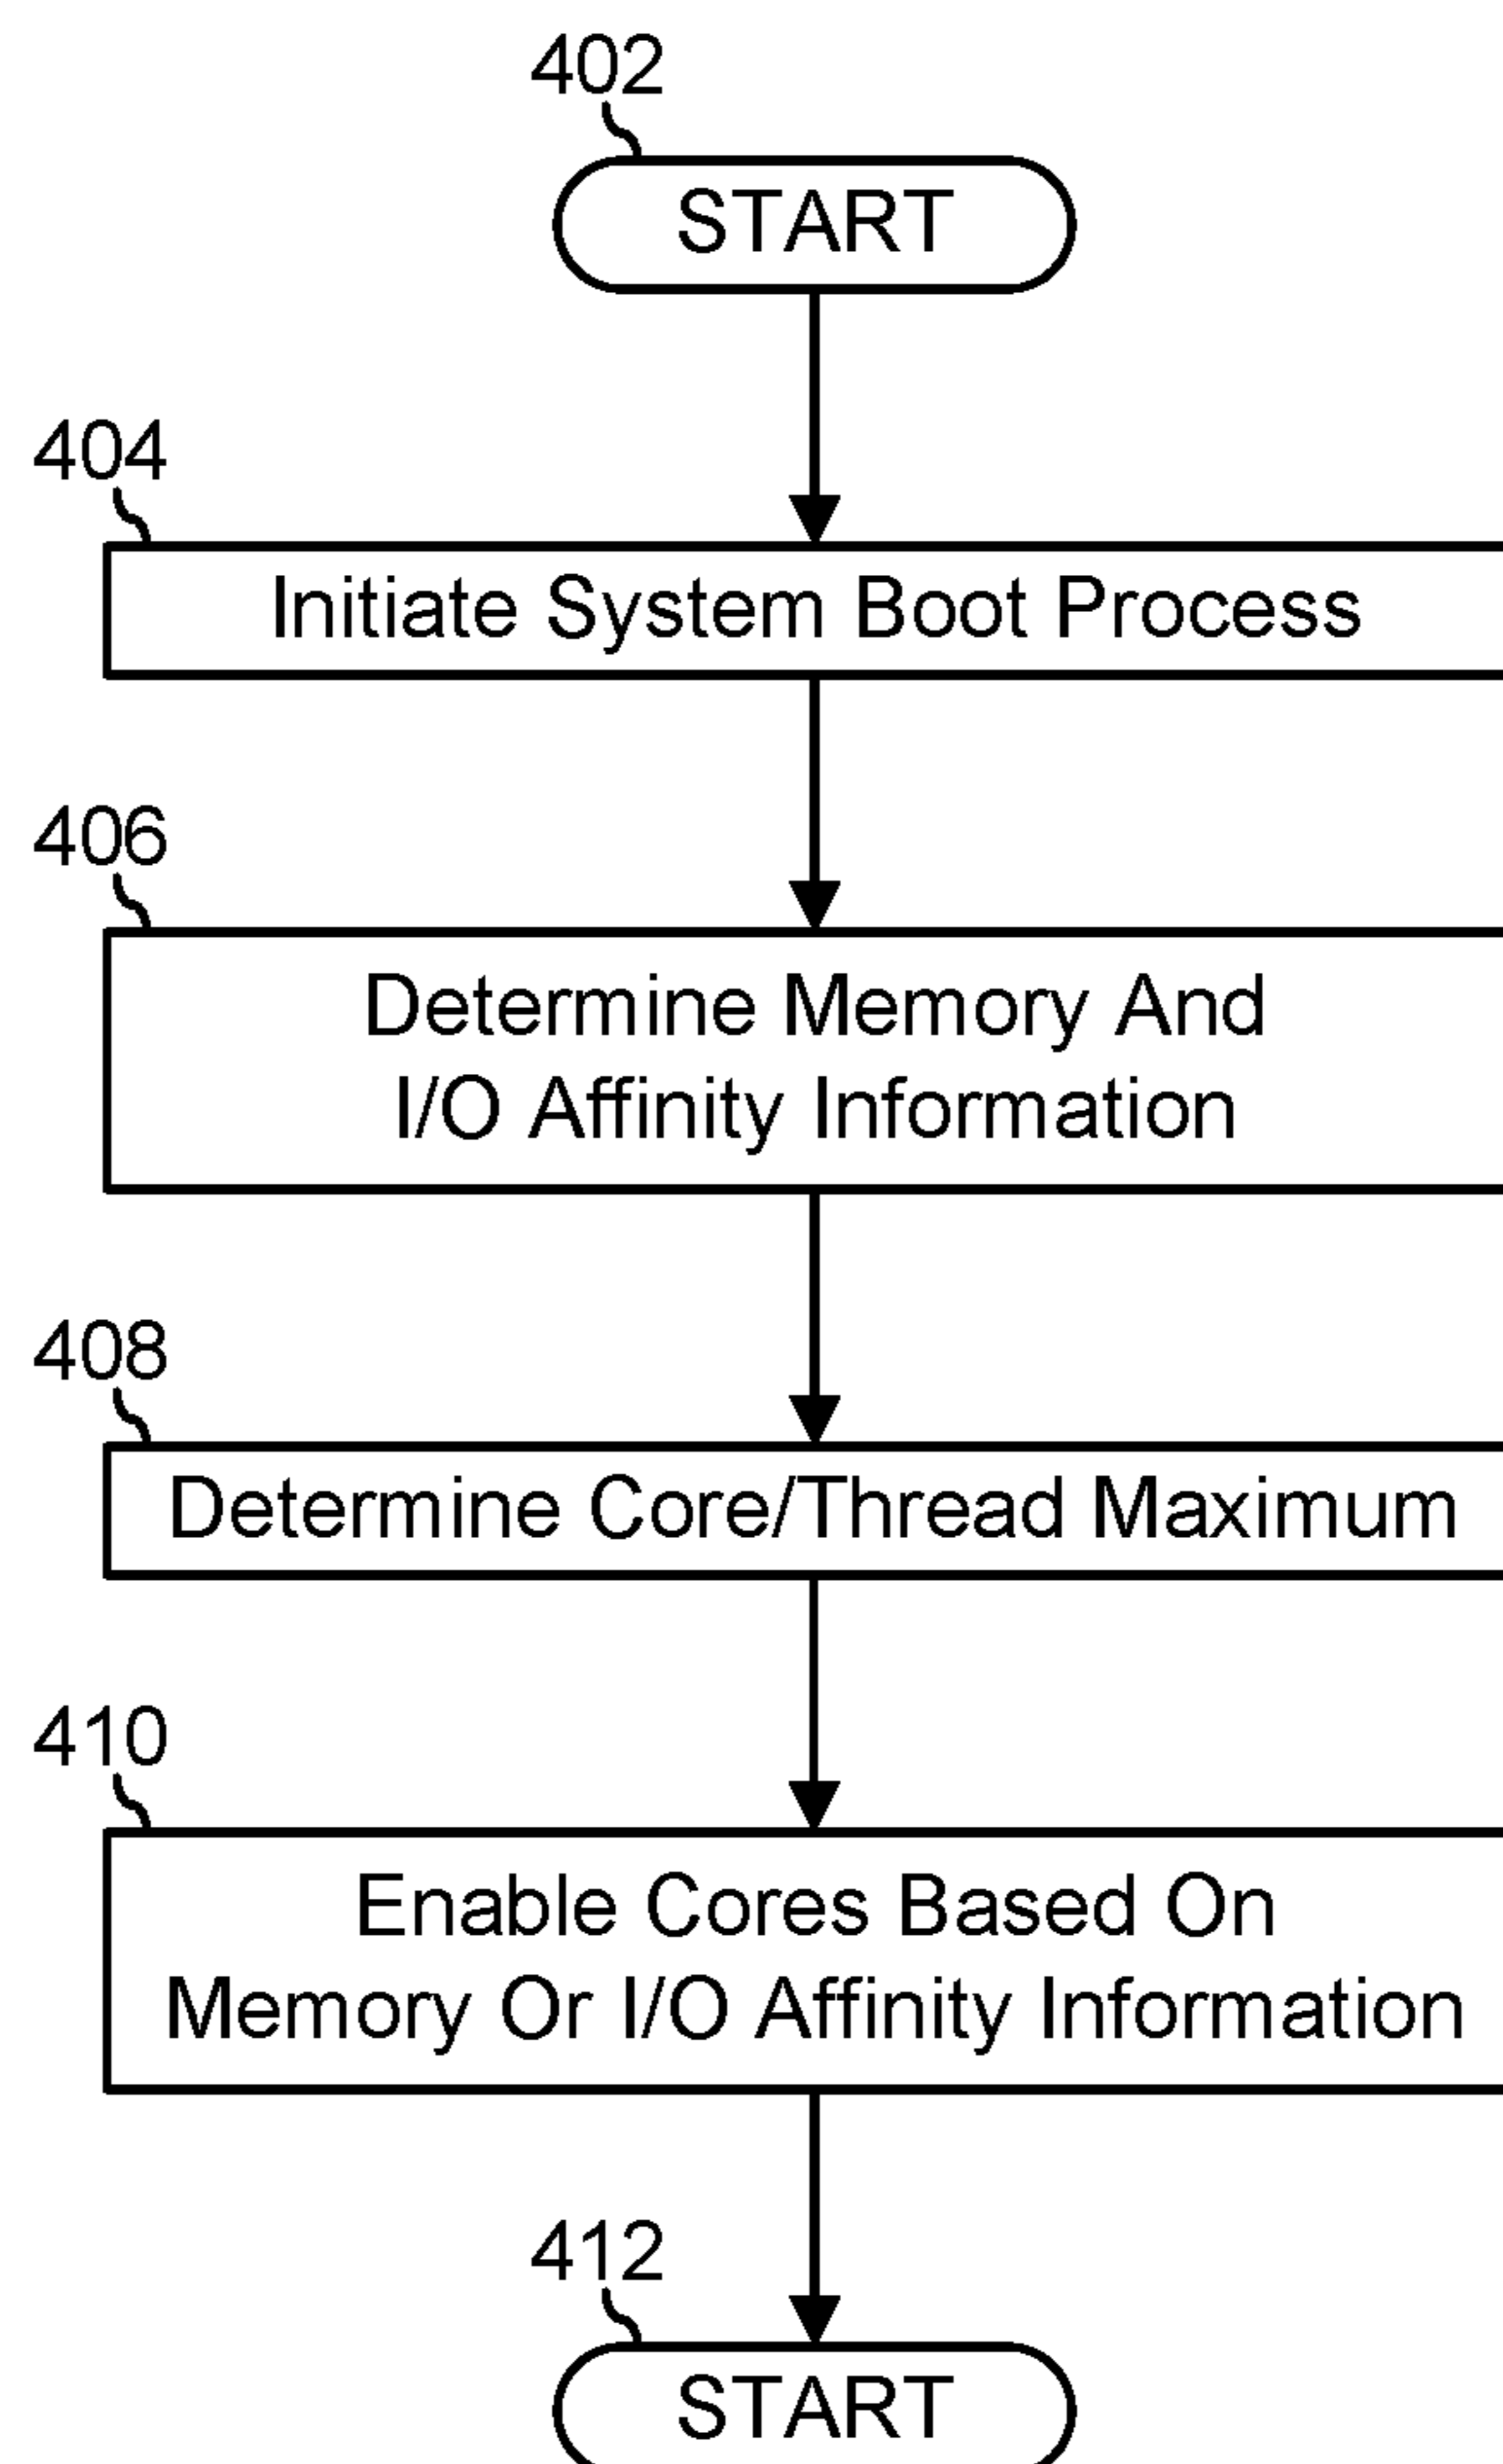 402
START
404
Initiate System Boot Process
406
Determine Memory And
I/O Affinity Information
408
Determine Core/Thread Maximum
410
Enable Cores Based On
Memory Or I/O Affinity Information
412
START